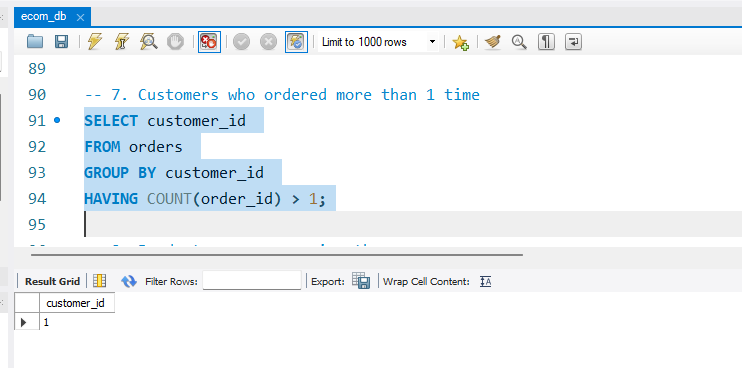 ecom_db
Limit to 1000 rows
89
90 -- 7. Customers who ordered more than 1 time
91 SELECT customer_id
92 FROM orders
93 GROUP BY customer_id
94 HAVING COUNT(order_id) > 1;
95
Result Grid Filter Rows: Export: Wrap Cell Content:
customer_id
1